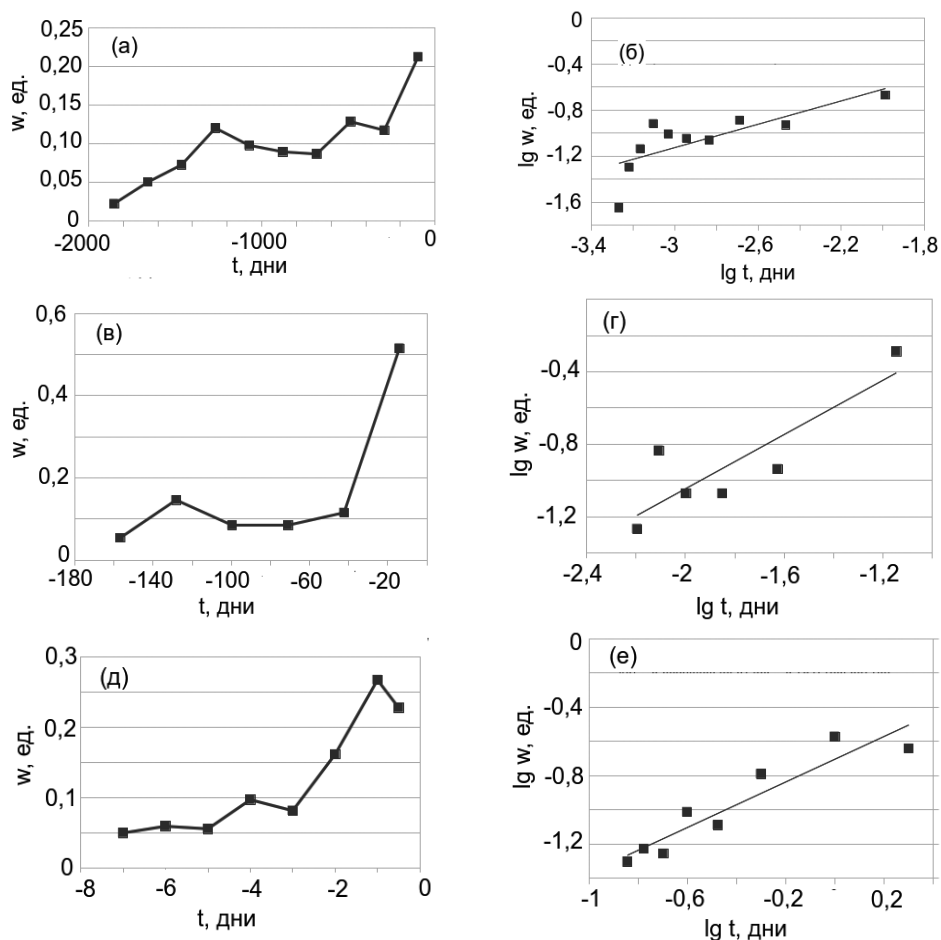 (а)
w, ед.
0,25
0,20
0,15
0,10
0,05
0
-2000
-1000
0
t, дни
(б)
lg w, ед.
0
-0,4
-0,8
-1,2
-1,6
-3,4
-3
-2,6
-2,2
-1,8
lg t, дни
(в)
w, ед.
0,6
0,4
0,2
0
-180
-140
-100
-60
-20
t, дни
(г)
lg w, ед.
-0,4
-0,8
-1,2
-2,4
-2
-1,6
-1,2
lg t, дни
(д)
w, ед.
0,3
0,2
0,1
0
-8
-6
-4
-2
0
t, дни
(е)
lg w, ед.
0
-0,4
-0,8
-1,2
-1
-0,6
-0,2
0,2
lg t, дни